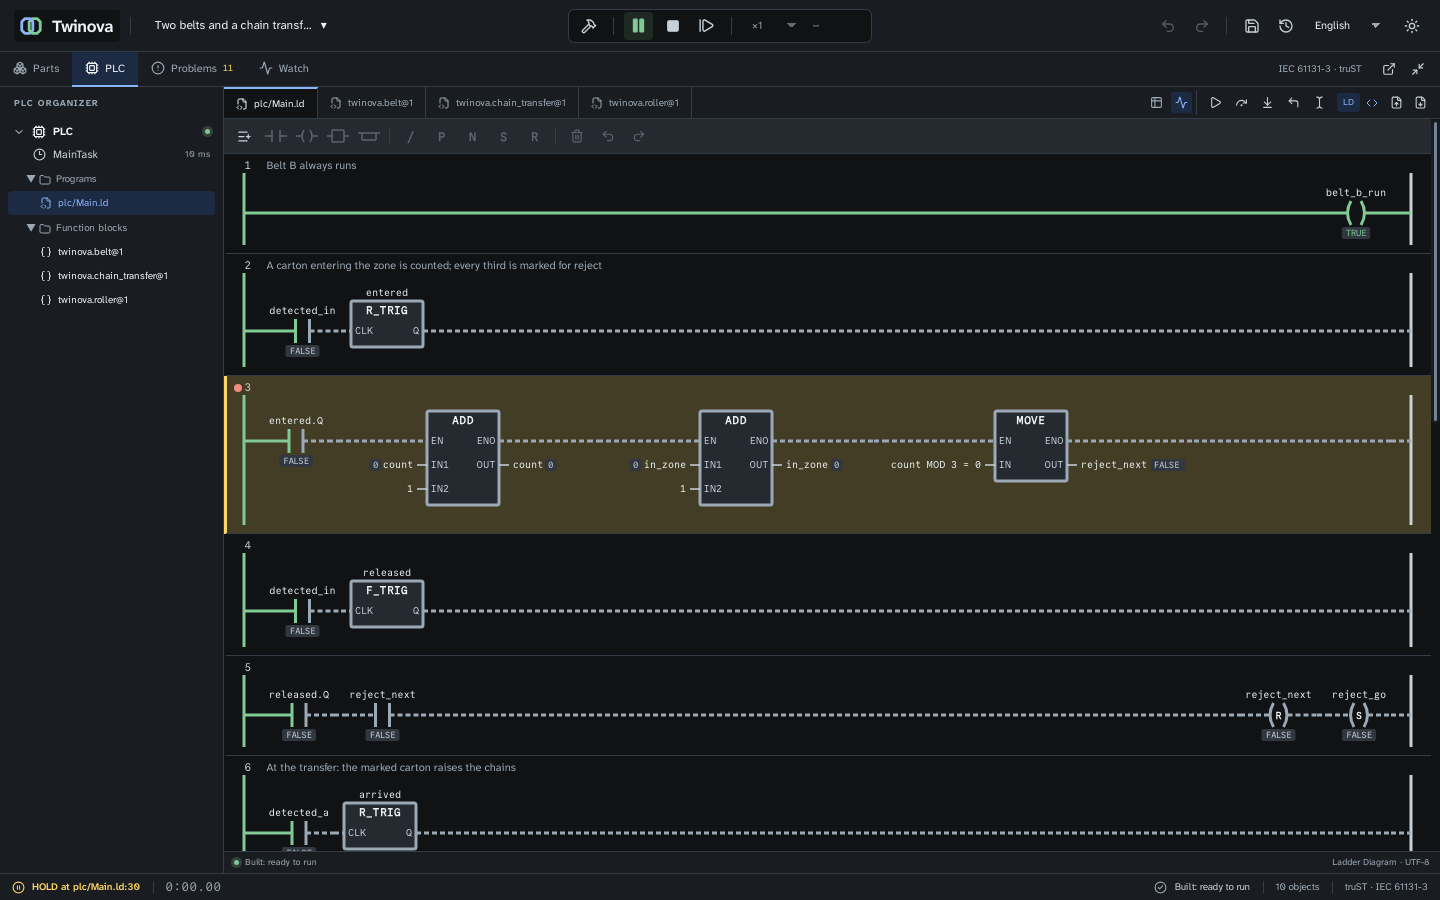 Twinova
Two belts and a chain transf... ▼
×1 –
English
Parts
PLC
Problems 11
Watch
IEC 61131-3 · truST
PLC ORGANIZER
PLC
MainTask 10 ms
Programs
plc/Main.ld
Function blocks
{ } twinova.belt@1
{ } twinova.chain_transfer@1
{ } twinova.roller@1
plc/Main.ld
twinova.belt@1
twinova.chain_transfer@1
twinova.roller@1
LD <>
/ P N S R
1 Belt B always runs
belt_b_run
TRUE
2 A carton entering the zone is counted; every third is marked for reject
entered
detected_in R_TRIG
CLK Q
FALSE
3
entered.Q ADD ADD MOVE
EN ENO EN ENO EN ENO
FALSE 0 count IN1 OUT count 0 0 in_zone IN1 OUT in_zone 0 count MOD 3 = 0 IN OUT reject_next FALSE
1 IN2 1 IN2
4
released
detected_in F_TRIG
CLK Q
FALSE
5
released.Q reject_next reject_next reject_go
R S
FALSE FALSE FALSE FALSE
6 At the transfer: the marked carton raises the chains
arrived
detected_a R_TRIG
CLK Q
Built: ready to run
Ladder Diagram · UTF-8
HOLD at plc/Main.ld:30 0:00.00
Built: ready to run 10 objects truST · IEC 61131-3